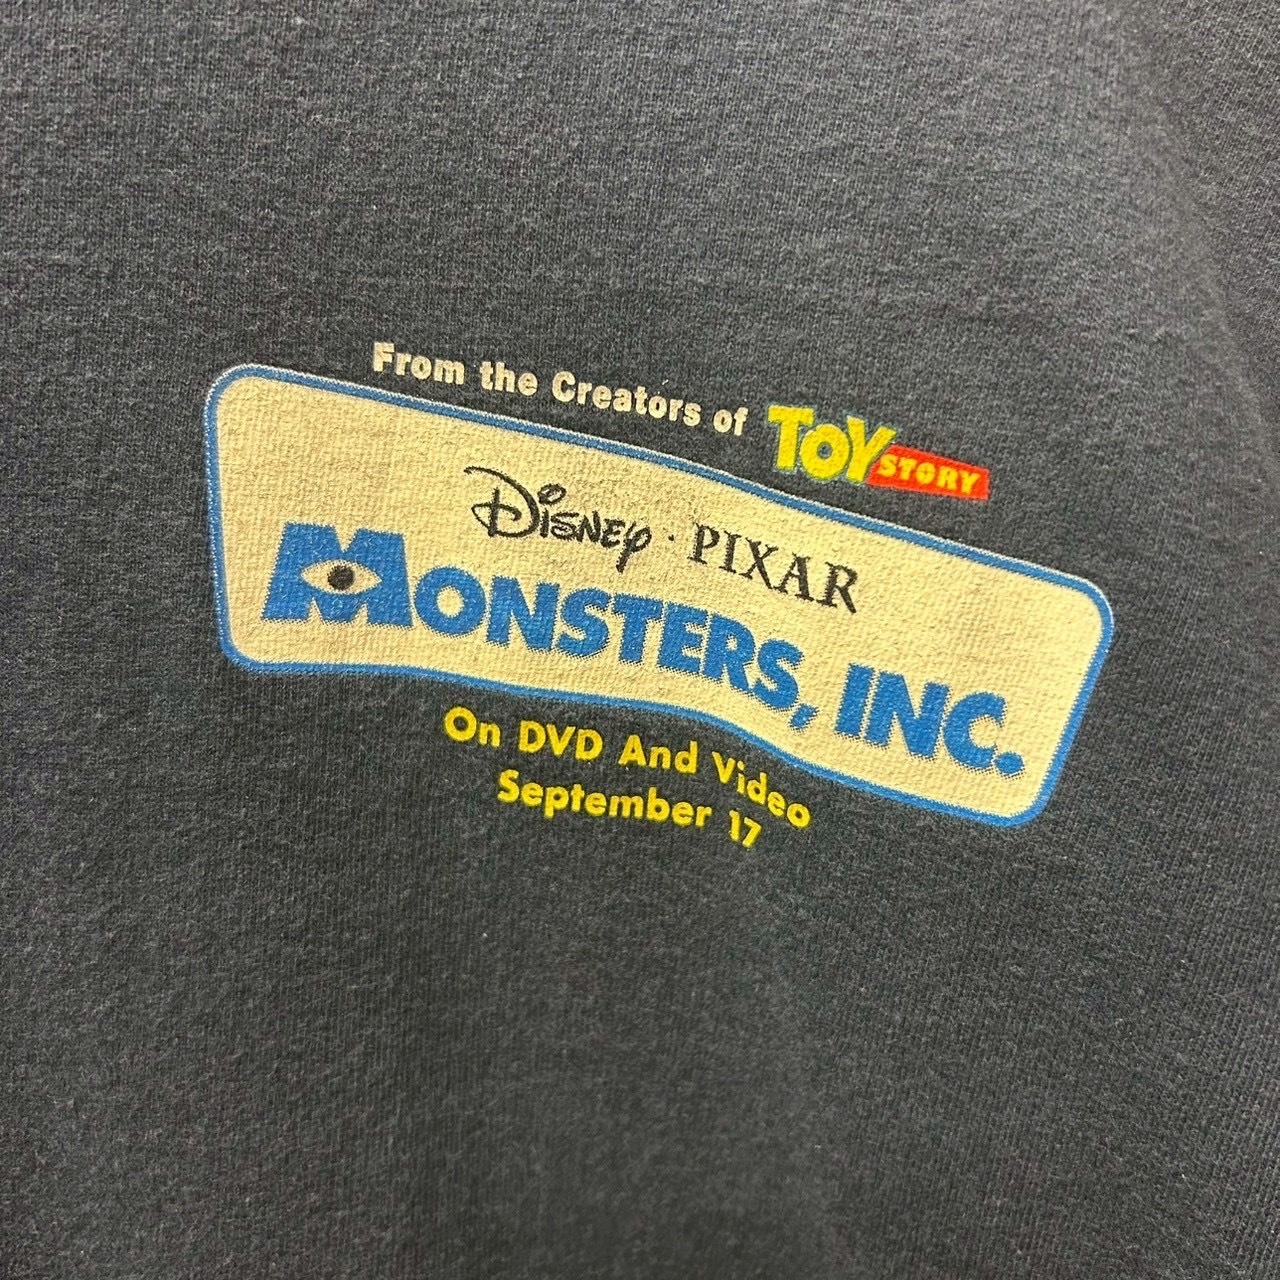 From the Creators of TOY STORY
Disney · PIXAR
MONSTERS, INC.
On DVD And Video
September 17